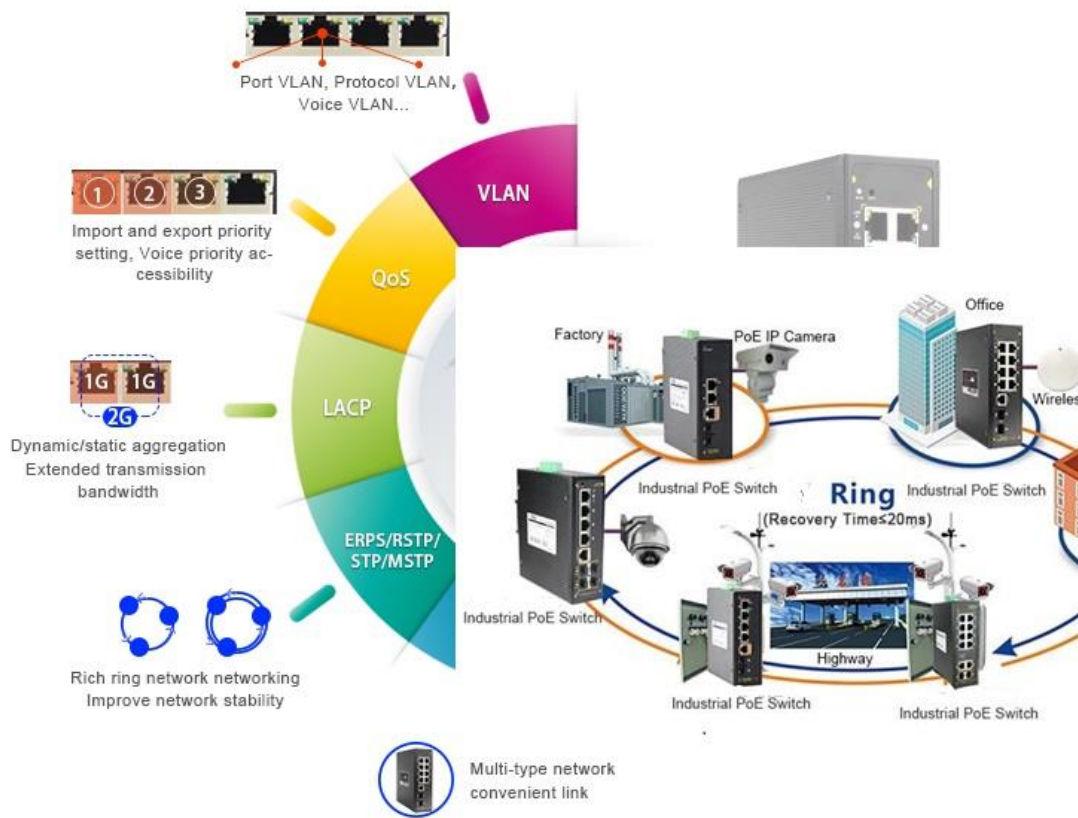 Port VLAN, Protocol VLAN,
Voice VLAN...
VLAN
1
2
3
Import and export priority
setting, Voice priority ac-
cessibility
QoS
1G
1G
2G
Dynamic/static aggregation
Extended transmission
bandwidth
LACP
ERPS/RSTP/
STP/MSTP
Rich ring network networking
Improve network stability
Factory
PoE IP Camera
Office
Wireles
Industrial PoE Switch
Industrial PoE Switch
Ring
(Recovery Time≤20ms)
Industrial PoE Switch
Highway
Industrial PoE Switch
Industrial PoE Switch
Multi-type network
convenient link